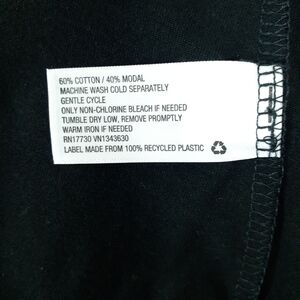 60% COTTON / 40% MODAL
MACHINE WASH COLD SEPARATELY
GENTLE CYCLE
ONLY NON-CHLORINE BLEACH IF NEEDED
TUMBLE DRY LOW, REMOVE PROMPTLY
WARM IRON IF NEEDED
RN17730 VN1343630
LABEL MADE FROM 100% RECYCLED PLASTIC